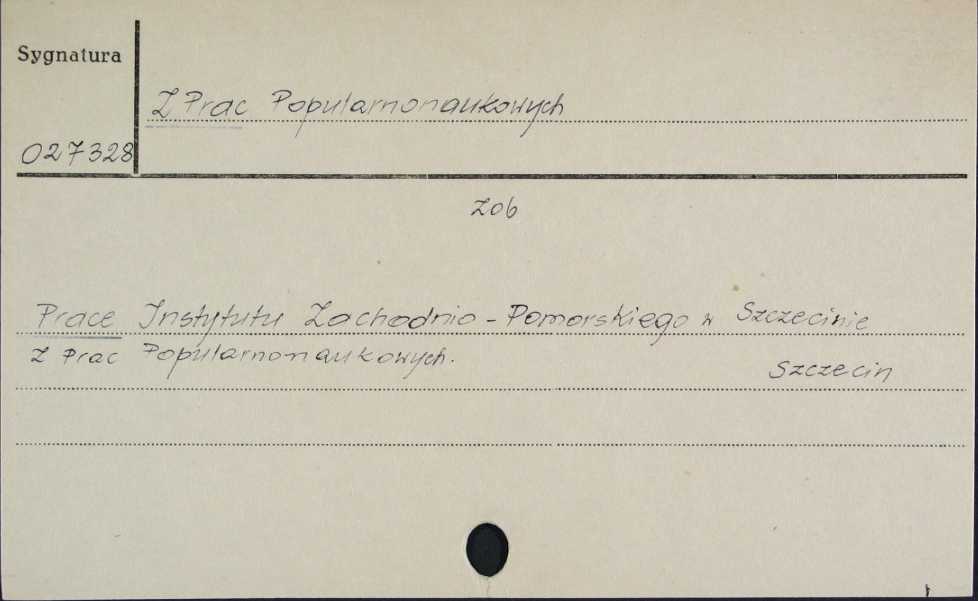 Sygnatura
Z Prac Popularnonaukowych
027328
zob
Prace Instytutu Zachodnio-Pomorskiego w Szczecinie
Z Prac Popularnonaukowych.
Szczecin